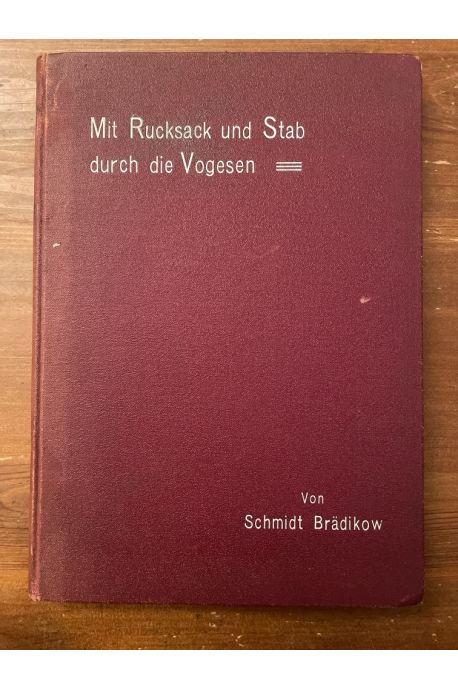 Mit Rucksack und Stab
durch die Vogesen
Von
Schmidt Brädikow